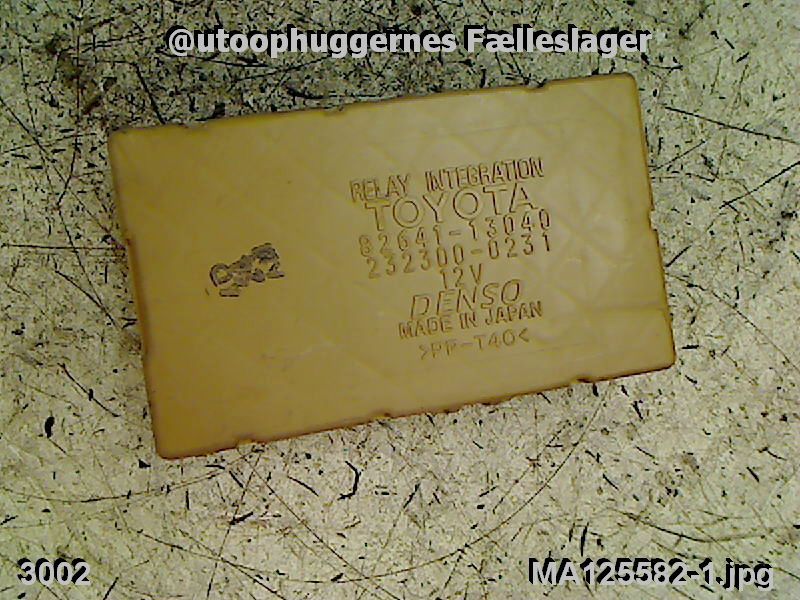 @utoophuggernes Fælleslager
RELAY INTEGRATION
TOYOTA
82641-13040
232300-0231
12V
DENSO
MADE IN JAPAN
>PP-T40<
3002
MA125582-1.jpg